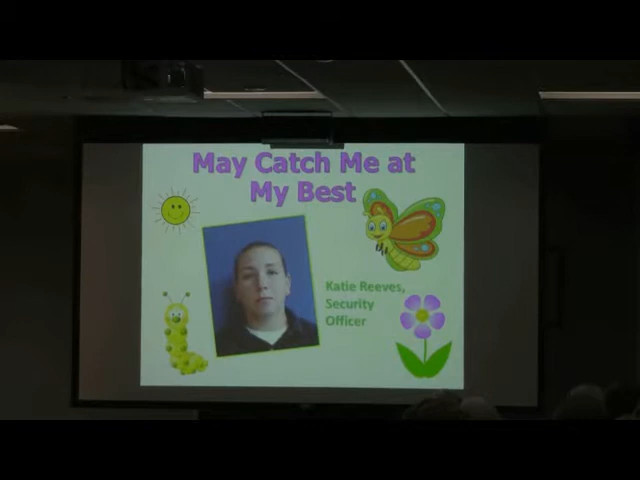 May Catch Me at
My Best
Katie Reeves,
Security
Officer